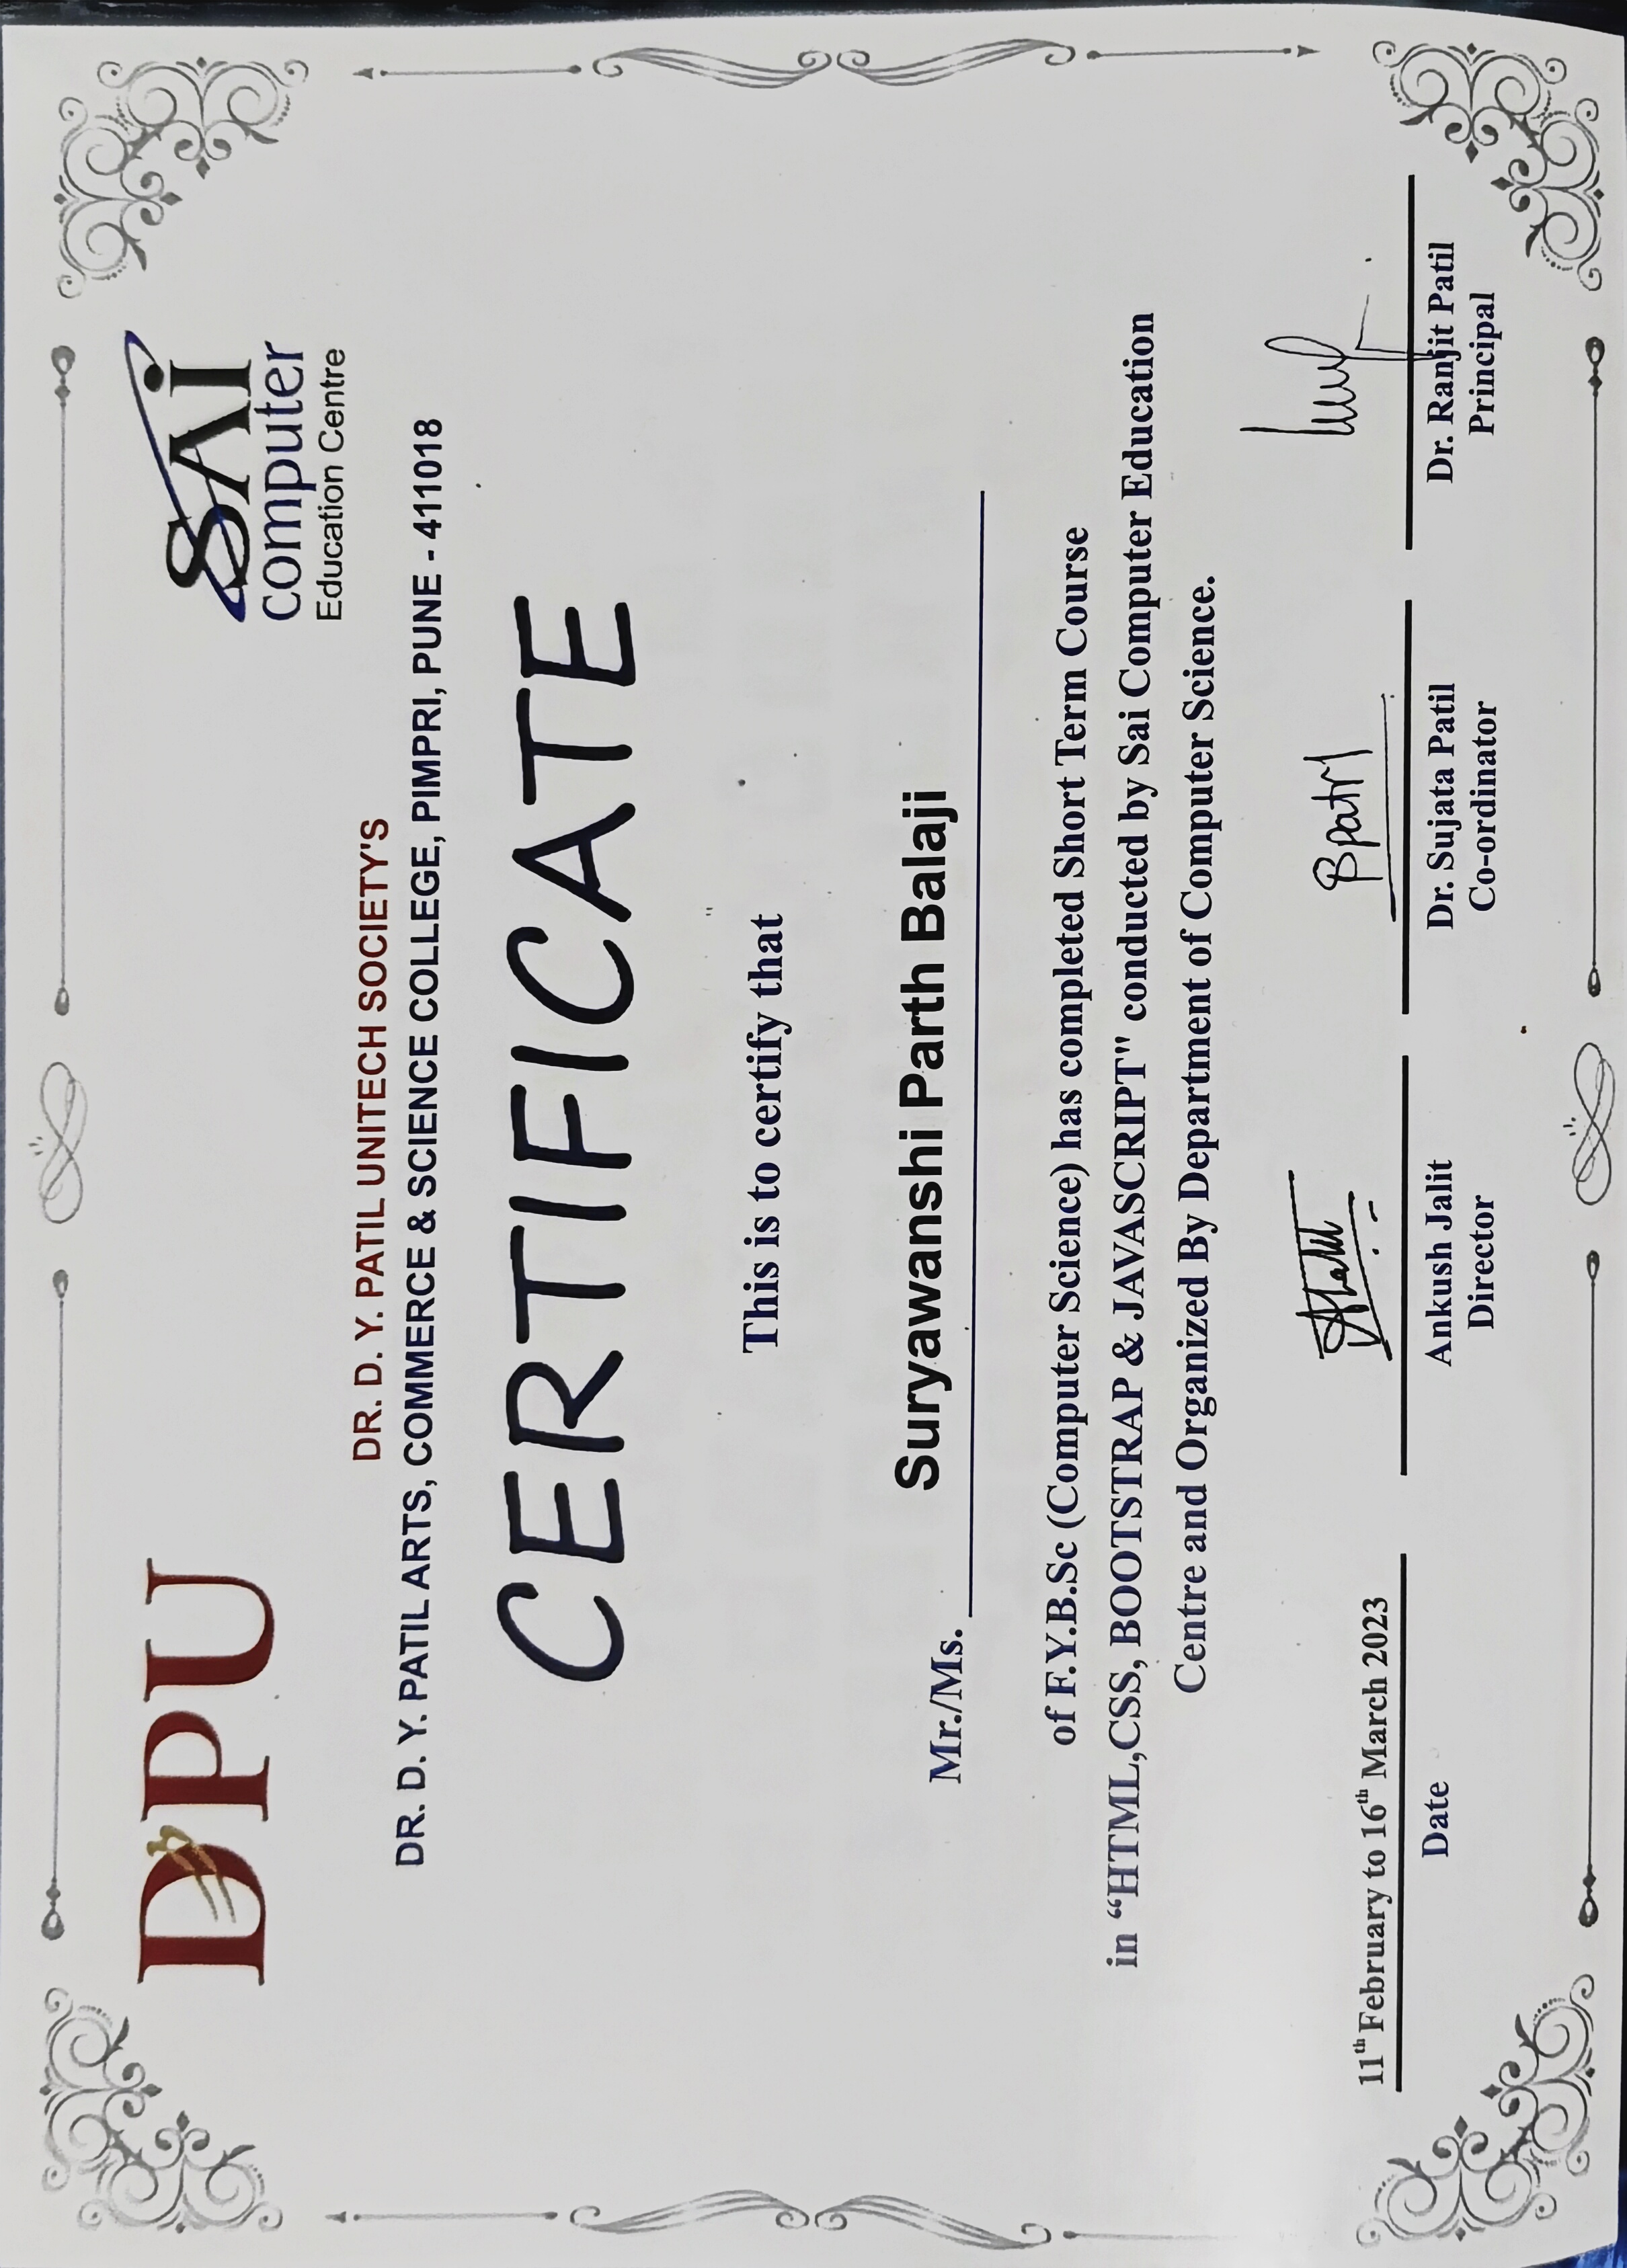 DPU
SAI
Computer
Education Centre
DR. D. Y. PATIL UNITECH SOCIETY'S
DR. D. Y. PATIL ARTS, COMMERCE & SCIENCE COLLEGE, PIMPRI, PUNE - 411018
CERTIFICATE
This is to certify that
Mr./Ms. Suryawanshi Parth Balaji
of F.Y.B.Sc (Computer Science) has completed Short Term Course
in “HTML,CSS, BOOTSTRAP & JAVASCRIPT" conducted by Sai Computer Education
Centre and Organized By Department of Computer Science.
11th February to 16th March 2023
Date
Ankush Jalit
Director
Dr. Sujata Patil
Co-ordinator
Dr. Ranjit Patil
Principal